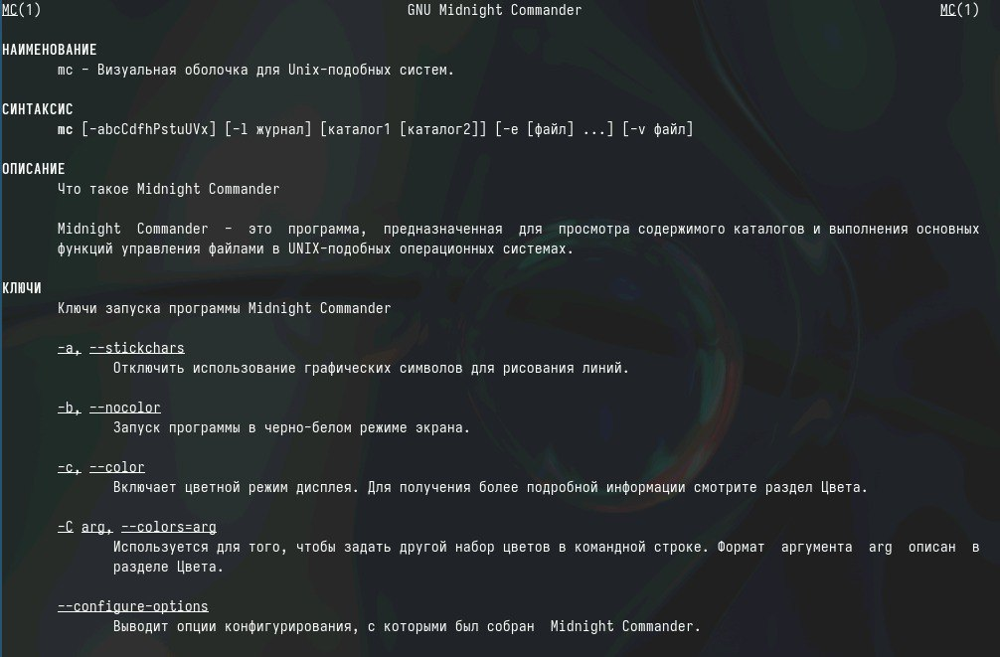 MC(1) GNU Midnight Commander MC(1)
НАИМЕНОВАНИЕ
mc - Визуальная оболочка для Unix-подобных систем.
СИНТАКСИС
mc [-abcCdfhPstuUVx] [-l журнал] [каталог1 [каталог2]] [-e [файл] ...] [-v файл]
ОПИСАНИЕ
Что такое Midnight Commander
Midnight Commander - это программа, предназначенная для просмотра содержимого каталогов и выполнения основных
функций управления файлами в UNIX-подобных операционных системах.
КЛЮЧИ
Ключи запуска программы Midnight Commander
-a, --stickchars
Отключить использование графических символов для рисования линий.
-b, --nocolor
Запуск программы в черно-белом режиме экрана.
-c, --color
Включает цветной режим дисплея. Для получения более подробной информации смотрите раздел Цвета.
-C arg, --colors=arg
Используется для того, чтобы задать другой набор цветов в командной строке. Формат аргумента arg описан в
разделе Цвета.
--configure-options
Выводит опции конфигурирования, с которыми был собран Midnight Commander.